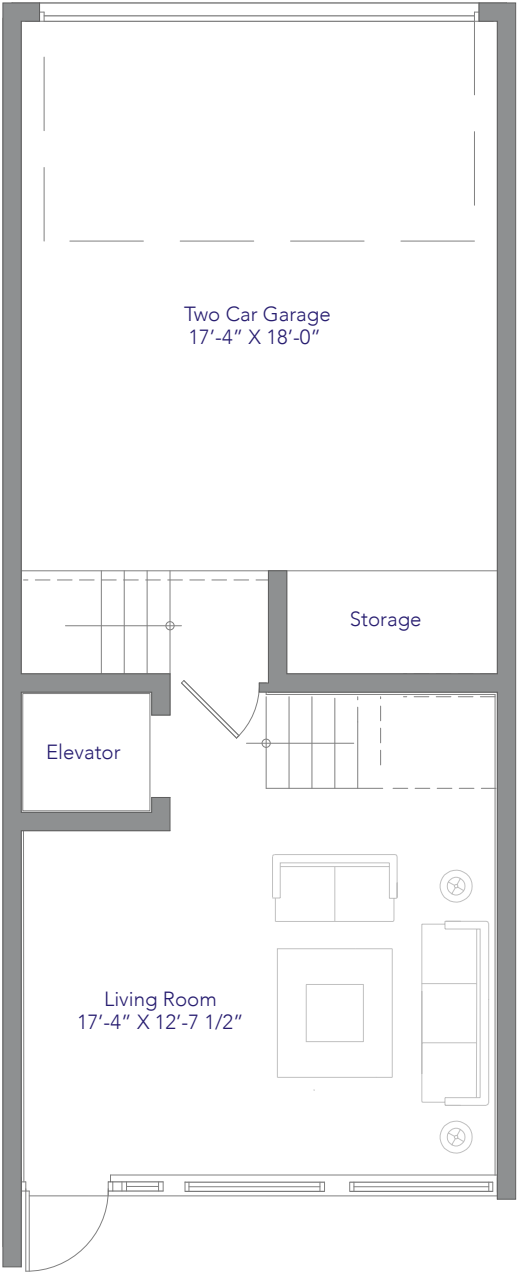 Two Car Garage
17’-4” X 18’-0”
Storage
Elevator
Living Room
17’-4” X 12’-7 1/2”